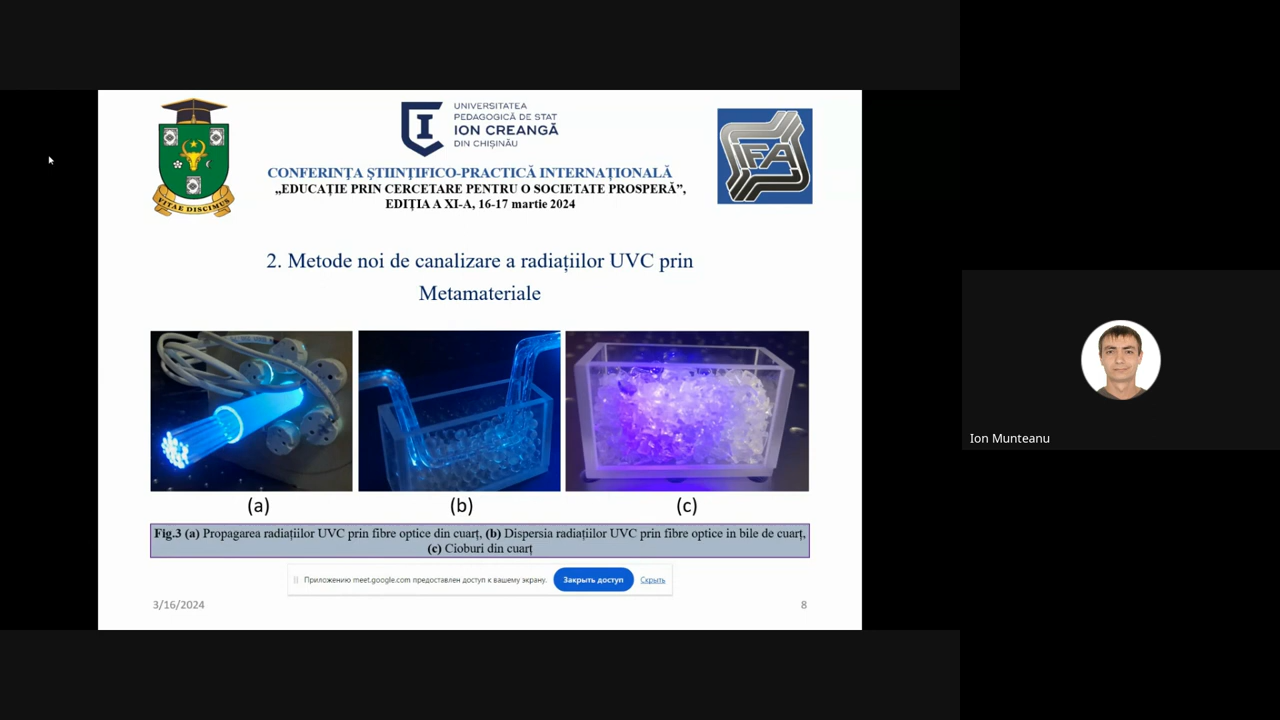 UNIVERSITATEA
PEDAGOGICĂ DE STAT
ION CREANGĂ
DIN CHIȘINĂU
VITAE DISCIMUS
IFA
CONFERINȚA ȘTIINȚIFICO-PRACTICĂ INTERNAȚIONALĂ
„EDUCAȚIE PRIN CERCETARE PENTRU O SOCIETATE PROSPERĂ”,
EDIȚIA A XI-A, 16-17 martie 2024
2. Metode noi de canalizare a radiațiilor UVC prin
Metamateriale
(a)
(b)
(c)
Fig.3 (a) Propagarea radiațiilor UVC prin fibre optice din cuarț, (b) Dispersia radiațiilor UVC prin fibre optice in bile de cuarț,
(c) Cioburi din cuarț
Приложению meet.google.com предоставлен доступ к вашему экрану.
Закрыть доступ
Скрыть
3/16/2024
8
Ion Munteanu